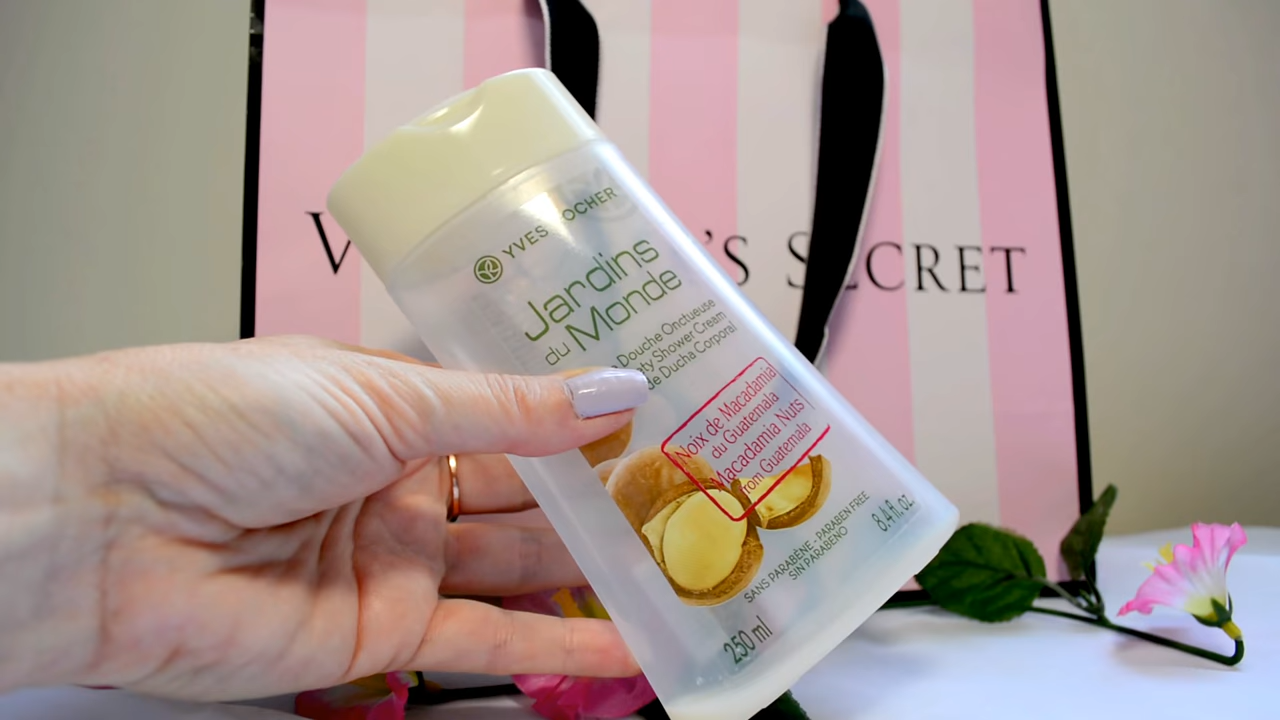 YVES ROCHER
Jardins
du Monde
Douche Onctueuse
Shower Cream
de Ducha Corporal
Noix de Macadamia
du Guatemala
Macadamia Nuts
from Guatemala
SANS PARABÈNE - PARABEN FREE
SIN PARABENO
8.4 fl. oz.
250 ml
V 'S SECRET